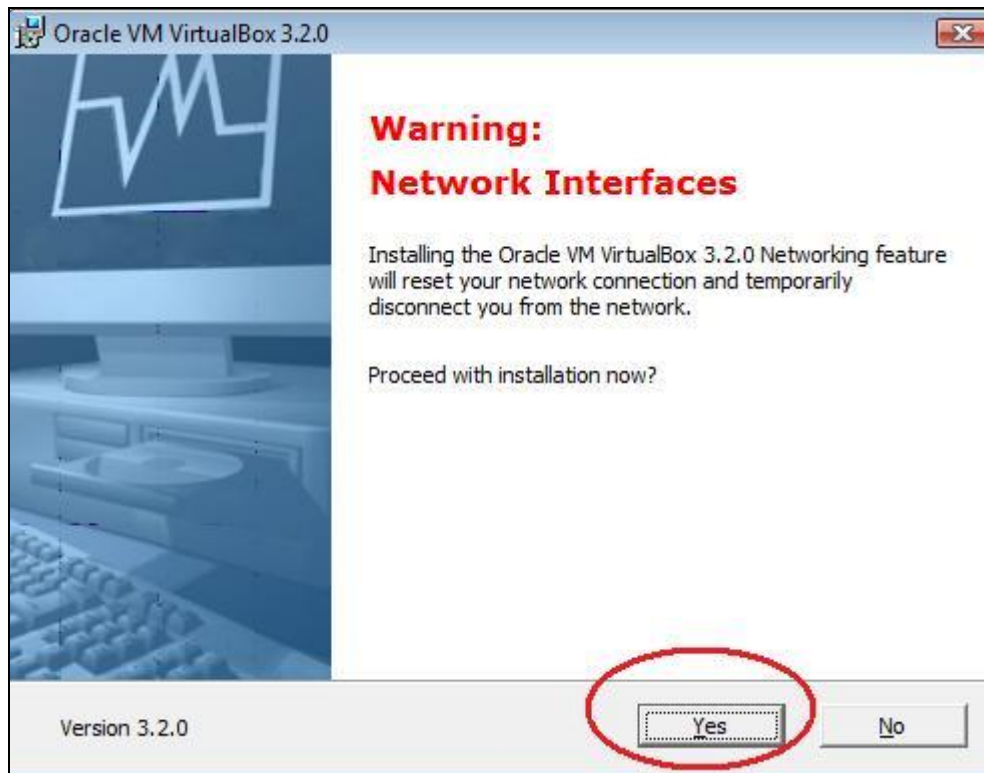 Oracle VM VirtualBox 3.2.0
Warning:
Network Interfaces
Installing the Oracle VM VirtualBox 3.2.0 Networking feature
will reset your network connection and temporarily
disconnect you from the network.
Proceed with installation now?
Version 3.2.0
Yes
No